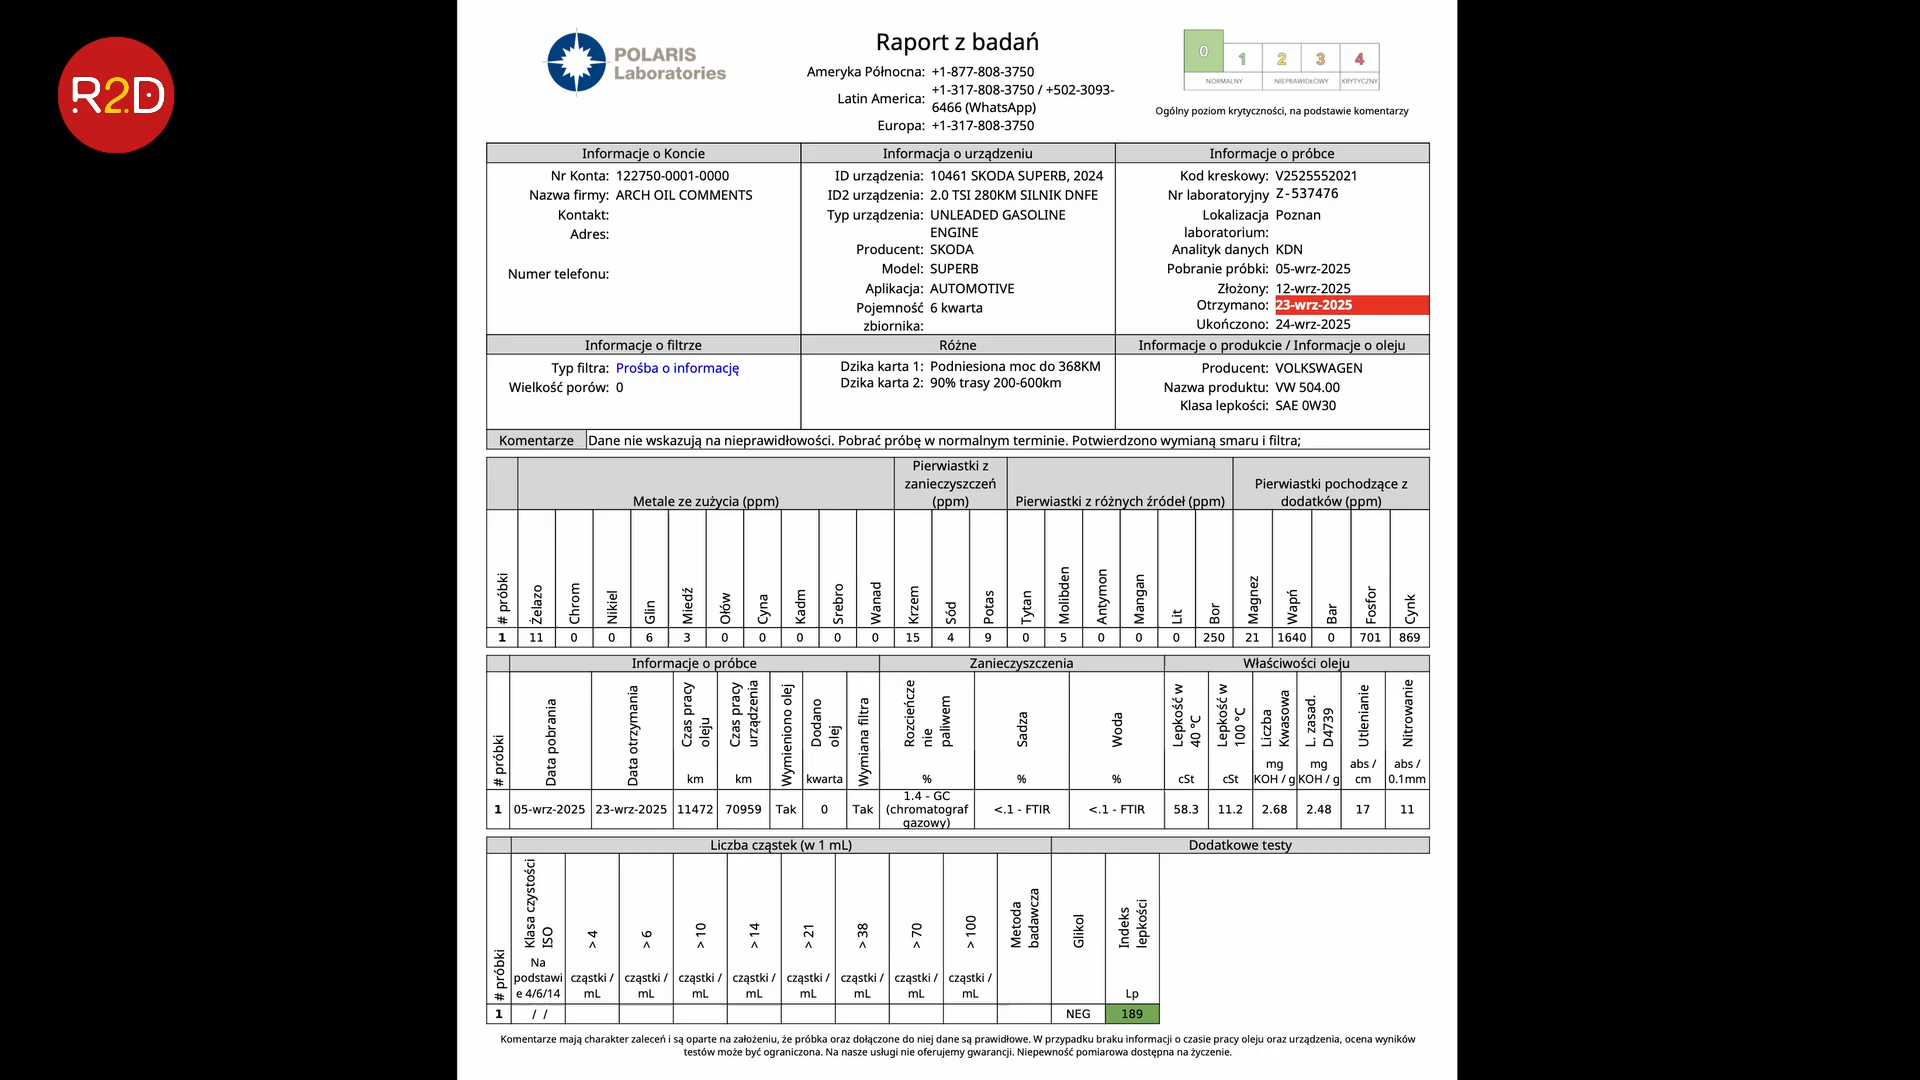 R2D
POLARIS
Laboratories
Raport z badań
Ameryka Północna: +1-877-808-3750
Latin America: +1-317-808-3750 / +502-3093-
6466 (WhatsApp)
Europa: +1-317-808-3750
0 1 2 3 4
NORMALNY NIEPRAWIDŁOWY KRYTYCZNY
Ogólny poziom krytyczności, na podstawie komentarzy
Informacje o Koncie
Nr Konta: 122750-0001-0000
Nazwa firmy: ARCH OIL COMMENTS
Kontakt:
Adres:
Numer telefonu:
Informacja o urządzeniu
ID urządzenia: 10461 SKODA SUPERB, 2024
ID2 urządzenia: 2.0 TSI 280KM SILNIK DNFE
Typ urządzenia: UNLEADED GASOLINE
ENGINE
Producent: SKODA
Model: SUPERB
Aplikacja: AUTOMOTIVE
Pojemność 6 kwarta
zbiornika:
Informacje o próbce
Kod kreskowy: V2525552021
Nr laboratoryjny Z-537476
Lokalizacja Poznan
laboratorium:
Analityk danych KDN
Pobranie próbki: 05-wrz-2025
Złożony: 12-wrz-2025
Otrzymano: 23-wrz-2025
Ukończono: 24-wrz-2025
Informacje o filtrze
Typ filtra: Prośba o informację
Wielkość porów: 0
Różne
Dzika karta 1: Podniesiona moc do 368KM
Dzika karta 2: 90% trasy 200-600km
Informacje o produkcie / Informacje o oleju
Producent: VOLKSWAGEN
Nazwa produktu: VW 504.00
Klasa lepkości: SAE 0W30
Komentarze Dane nie wskazują na nieprawidłowości. Pobrać próbę w normalnym terminie. Potwierdzono wymianą smaru i filtra;
Metale ze zużycia (ppm)
Pierwiastki z
zanieczyszczeń
(ppm)
Pierwiastki z różnych źródeł (ppm)
Pierwiastki pochodzące z
dodatków (ppm)
# próbki Żelazo Chrom Nikiel Glin Miedź Ołów Cyna Kadm Srebro Wanad Krzem Sód Potas Tytan Molibden Antymon Mangan Lit Bor Magnez Wapń Bar Fosfor Cynk
1 11 0 0 6 3 0 0 0 0 0 15 4 9 0 5 0 0 0 250 21 1640 0 701 869
Informacje o próbce Zanieczyszczenia Właściwości oleju
# próbki
Data pobrania
Data otrzymania
Czas pracy
oleju
km
Czas pracy
urządzenia
km
Wymieniono olej
Dodano
olej
kwarta
Wymiana filtra
Rozcieńcze
nie
paliwem
%
Sadza
%
Woda
%
Lepkość w
40 °C
cSt
Lepkość w
100 °C
cSt
Liczba
Kwasowa
mg
KOH / g
L. zasad.
D4739
mg
KOH / g
Utlenianie
abs /
cm
Nitrowanie
abs /
0.1mm
1 05-wrz-2025 23-wrz-2025 11472 70959 Tak 0 Tak
1.4 - GC
(chromatograf
gazowy)
<.1 - FTIR <.1 - FTIR 58.3 11.2 2.68 2.48 17 11
Liczba cząstek (w 1 mL) Dodatkowe testy
# próbki
Klasa czystości
ISO
Na
podstawi
e 4/6/14
> 4
cząstki /
mL
> 6
cząstki /
mL
> 10
cząstki /
mL
> 14
cząstki /
mL
> 21
cząstki /
mL
> 38
cząstki /
mL
> 70
cząstki /
mL
> 100
cząstki /
mL
Metoda
badawcza
Glikol
Indeks
lepkości
Lp
1 / / NEG 189
Komentarze mają charakter zaleceń i są oparte na założeniu, że próbka oraz dołączone do niej dane są prawidłowe. W przypadku braku informacji o czasie pracy oleju oraz urządzenia, ocena wyników
testów może być ograniczona. Na nasze usługi nie oferujemy gwarancji. Niepewność pomiarowa dostępna na życzenie.